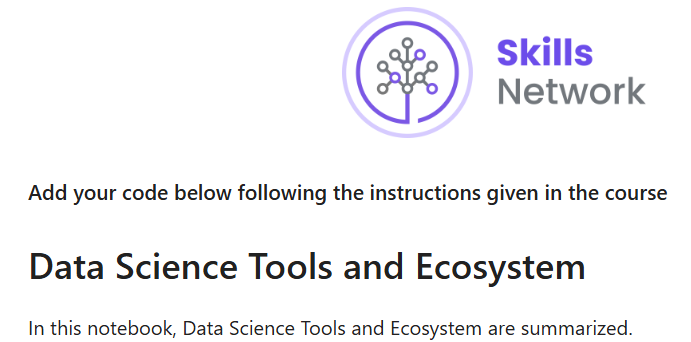 Skills
Network
Add your code below following the instructions given in the course
Data Science Tools and Ecosystem
In this notebook, Data Science Tools and Ecosystem are summarized.